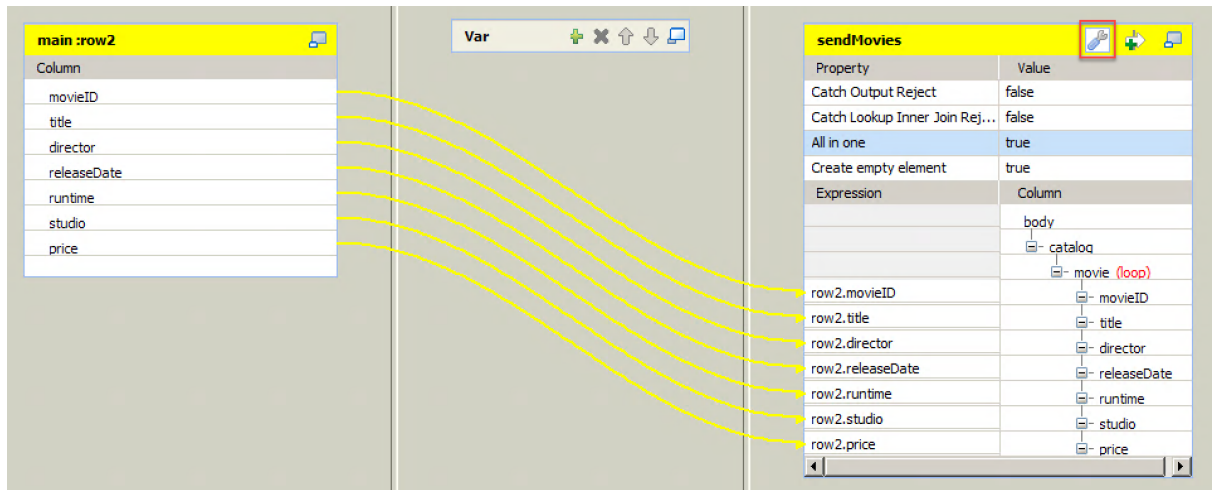 main :row2
Column
movieID
title
director
releaseDate
runtime
studio
price
Var
sendMovies
Property Value
Catch Output Reject false
Catch Lookup Inner Join Rej... false
All in one true
Create empty element true
Expression Column
body
catalog
movie (loop)
row2.movieID movieID
row2.title title
row2.director director
row2.releaseDate releaseDate
row2.runtime runtime
row2.studio studio
row2.price price